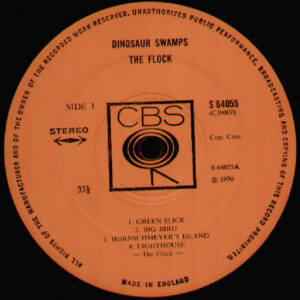 ALL RIGHTS OF THE MANUFACTURER AND OF THE OWNER OF THE RECORDED WORK RESERVED. UNAUTHORIZED PUBLIC PERFORMANCE, BROADCASTING AND COPYING OF THIS RECORD PROHIBITED.
DINOSAUR SWAMPS
THE FLOCK
SIDE 1
S 64055
(C30007)
STEREO
CBS
Cop. Con.
S 64055A
33⅓
℗ 1970
1. GREEN SLICE
2. BIG BIRD
3. HORNSCHMEYER'S ISLAND
4. LIGHTHOUSE
— The Flock —
MADE IN ENGLAND